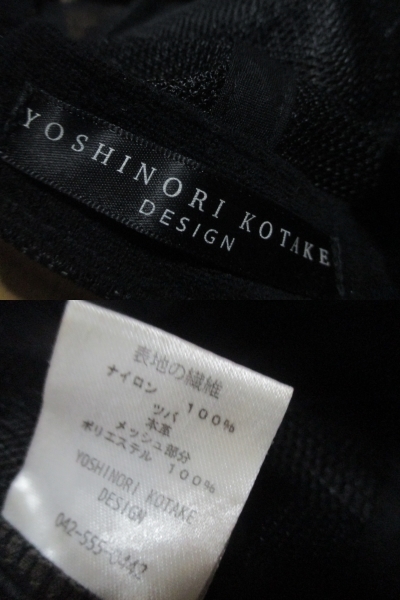 YOSHINORI KOTAKE
DESIGN
表地の繊維
ナイロン 100%
ツバ
本革
メッシュ部分
ポリエステル 100%
YOSHINORI KOTAKE
DESIGN
042-555-0442